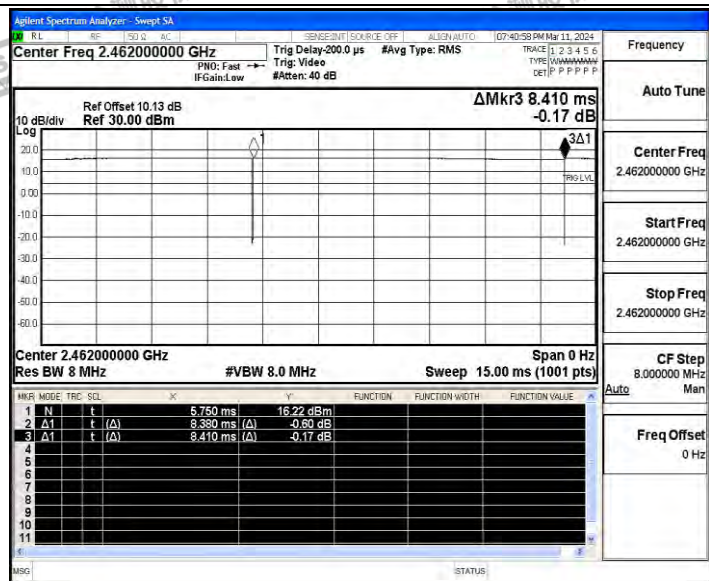 Agilent Spectrum Analyzer - Swept SA
RL RF 50 Ω AC SENSE:INT SOURCE OFF ALIGN AUTO 07:40:58 PM Mar 11, 2024
Center Freq 2.462000000 GHz
PNO: Fast
IFGain:Low
Trig Delay-200.0 µs
Trig: Video
#Atten: 40 dB
#Avg Type: RMS
TRACE 1 2 3 4 5 6
TYPE
DET P P P P P P
Frequency
Auto Tune
Center Freq
2.462000000 GHz
Start Freq
2.462000000 GHz
Stop Freq
2.462000000 GHz
CF Step
8.000000 MHz
Auto Man
Freq Offset
0 Hz
ΔMkr3 8.410 ms
-0.17 dB
Ref Offset 10.13 dB
10 dB/div Ref 30.00 dBm
Log
1
3Δ1
20.0
10.0
TRIG LVL
0.00
-10.0
-20.0
-30.0
-40.0
-50.0
-60.0
Center 2.462000000 GHz Span 0 Hz
Res BW 8 MHz #VBW 8.0 MHz Sweep 15.00 ms (1001 pts)
MKR MODE TRC SCL X Y FUNCTION FUNCTION WIDTH FUNCTION VALUE
1 N t 5.750 ms 16.22 dBm
2 Δ1 t (Δ) 8.380 ms (Δ) -0.60 dB
3 Δ1 t (Δ) 8.410 ms (Δ) -0.17 dB
4
5
6
7
8
9
10
11
MSG STATUS